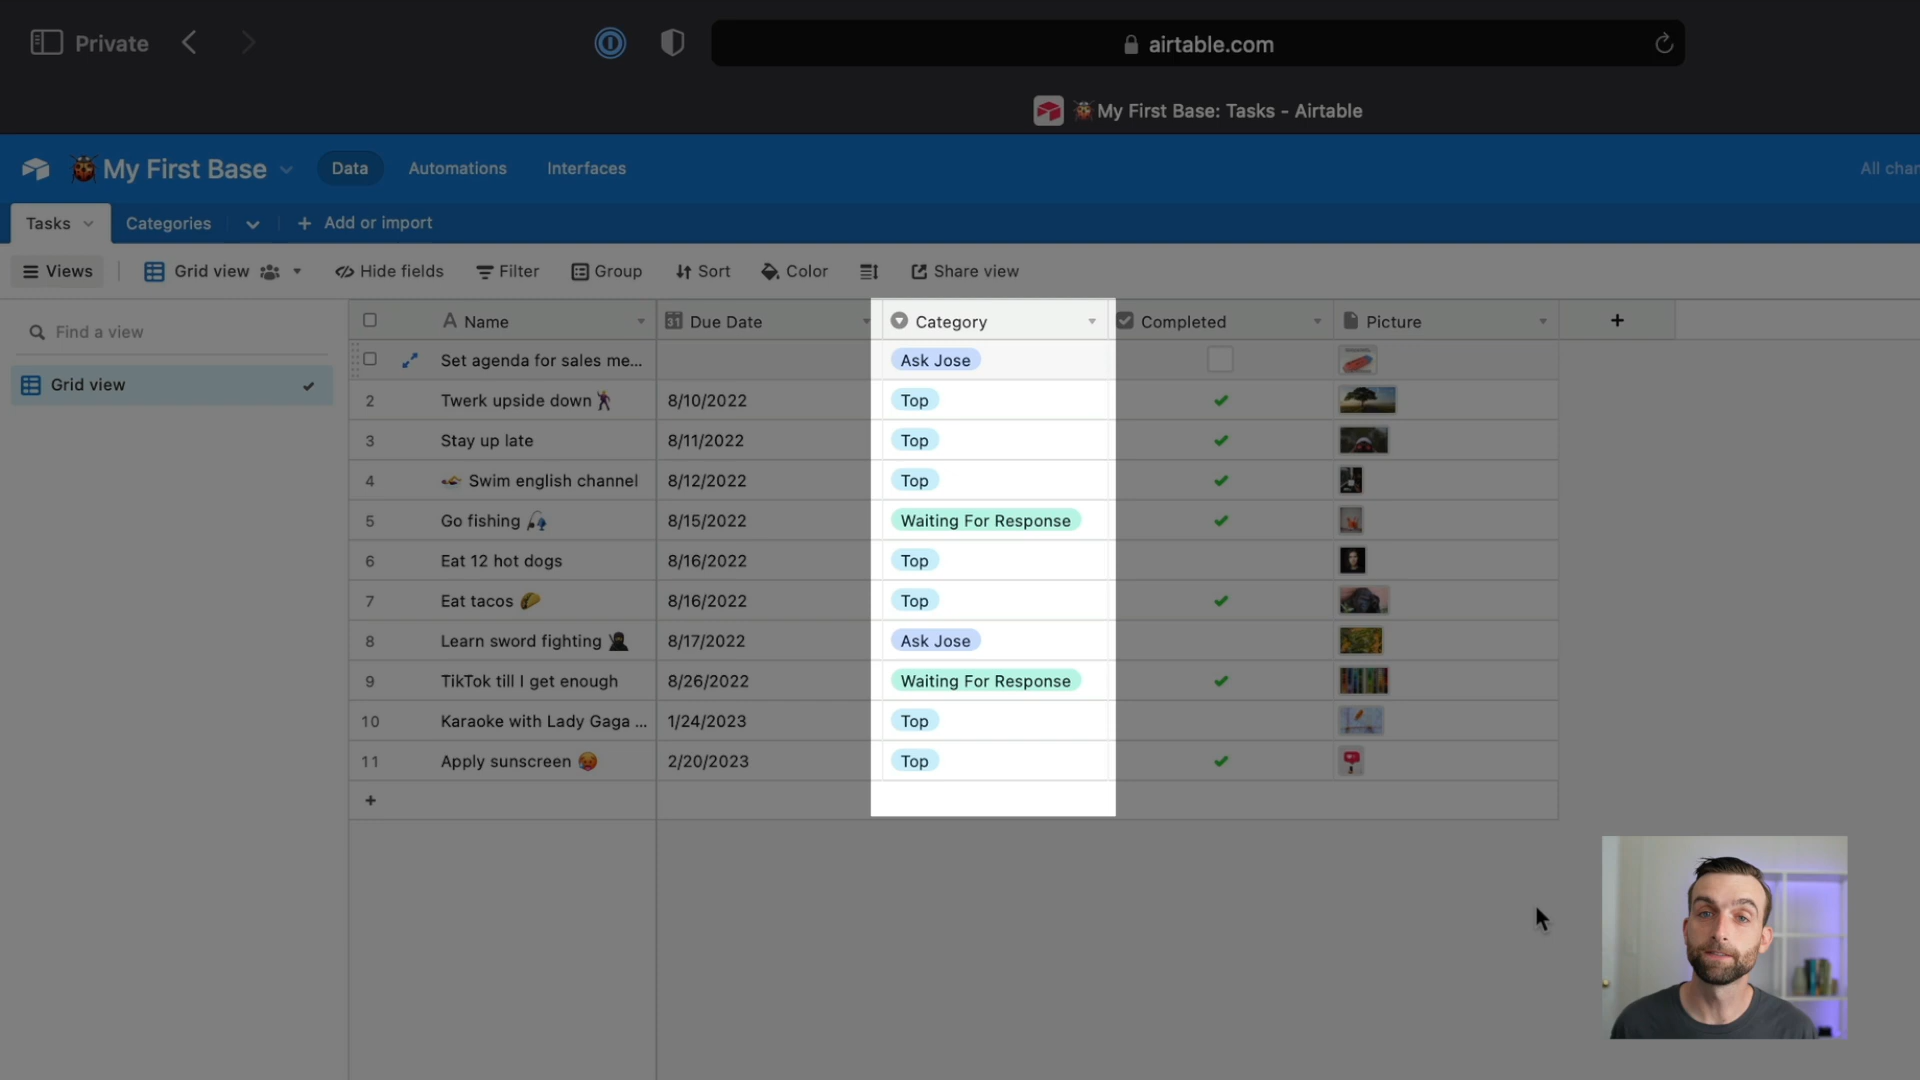 Private
airtable.com
My First Base: Tasks - Airtable
My First Base Data Automations Interfaces All
Tasks Categories + Add or import
Views Grid view Hide fields Filter Group Sort Color Share view
Find a view
Grid view
Name 31 Due Date Category Completed Picture +
Set agenda for sales me... Ask Jose
2 Twerk upside down 8/10/2022 Top
3 Stay up late 8/11/2022 Top
4 Swim english channel 8/12/2022 Top
5 Go fishing 8/15/2022 Waiting For Response
6 Eat 12 hot dogs 8/16/2022 Top
7 Eat tacos 8/16/2022 Top
8 Learn sword fighting 8/17/2022 Ask Jose
9 TikTok till I get enough 8/26/2022 Waiting For Response
10 Karaoke with Lady Gaga ... 1/24/2023 Top
11 Apply sunscreen 2/20/2023 Top
+